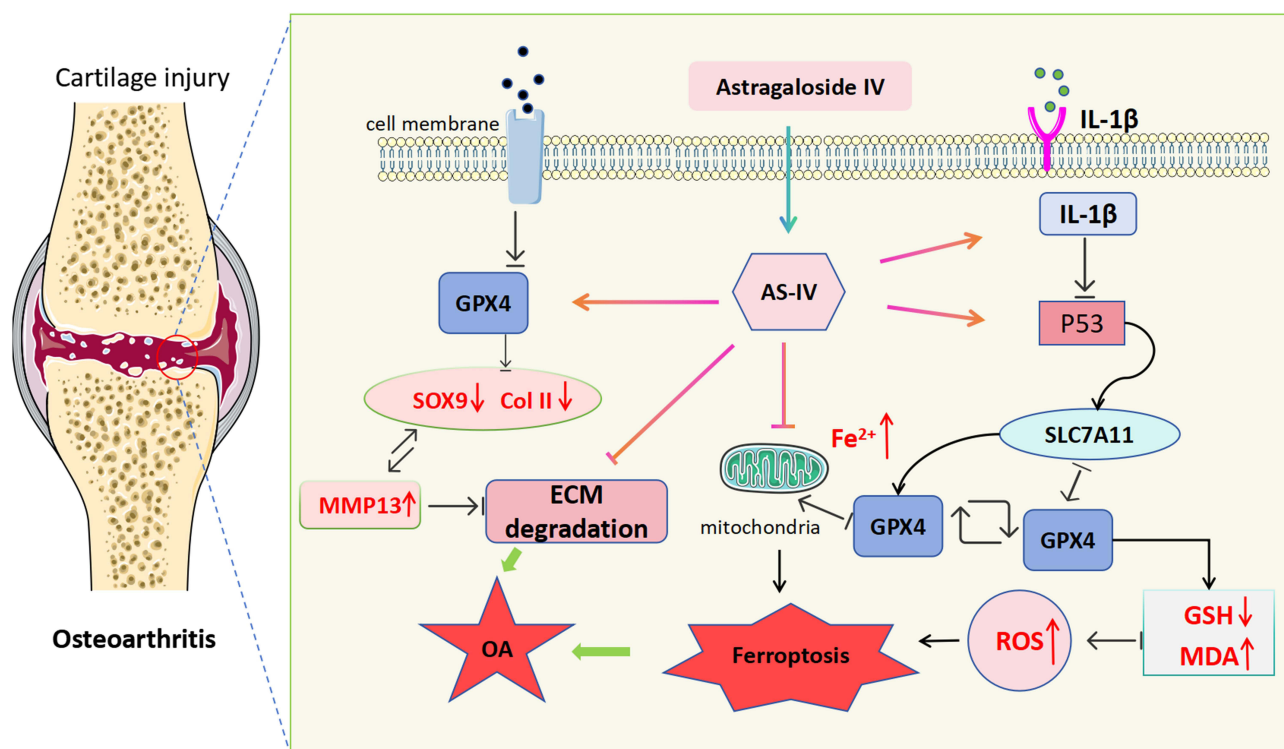 Cartilage injury
Osteoarthritis
cell membrane
Astragaloside IV
IL-1β
IL-1β
GPX4
AS-IV
P53
SOX9↓ Col II↓
SLC7A11
Fe²⁺↑
MMP13↑
ECM
degradation
mitochondria
GPX4
GPX4
GSH↓
MDA↑
ROS↑
OA
Ferroptosis